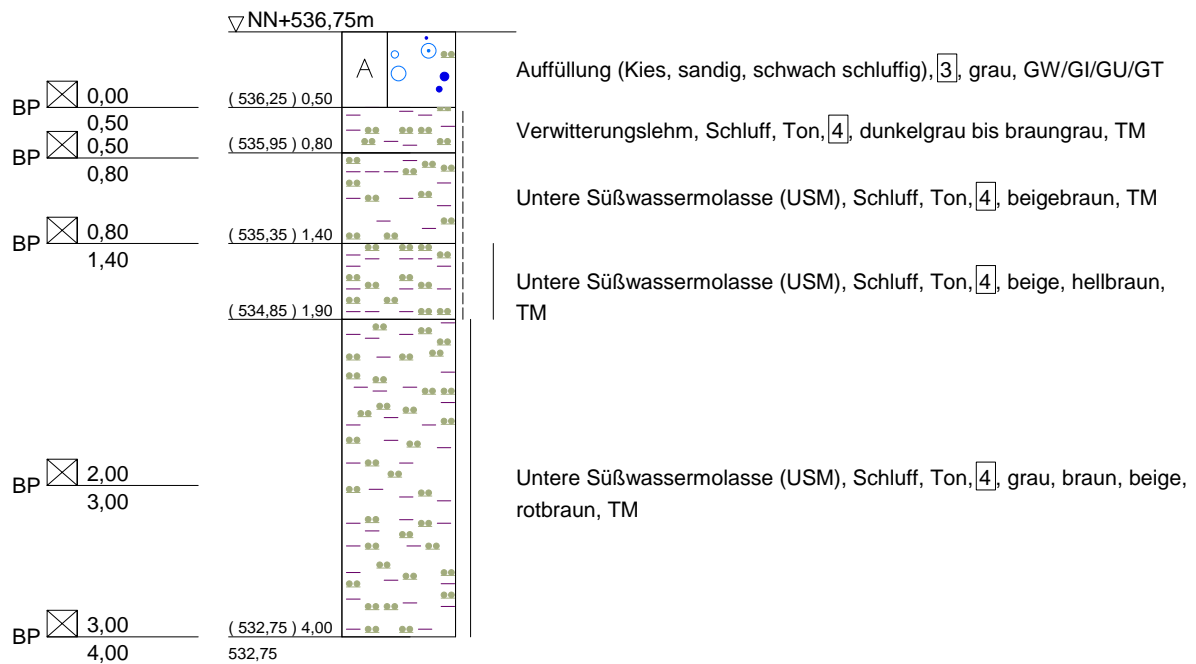 NN+536,75m
A
Auffüllung (Kies, sandig, schwach schluffig), 3, grau, GW/GI/GU/GT
BP 0,00
0,50
(536,25) 0,50
Verwitterungslehm, Schluff, Ton, 4, dunkelgrau bis braungrau, TM
BP 0,50
0,80
(535,95) 0,80
Untere Süßwassermolasse (USM), Schluff, Ton, 4, beigebraun, TM
BP 0,80
1,40
(535,35) 1,40
Untere Süßwassermolasse (USM), Schluff, Ton, 4, beige, hellbraun,
TM
(534,85) 1,90
BP 2,00
3,00
Untere Süßwassermolasse (USM), Schluff, Ton, 4, grau, braun, beige,
rotbraun, TM
BP 3,00
4,00
(532,75) 4,00
532,75